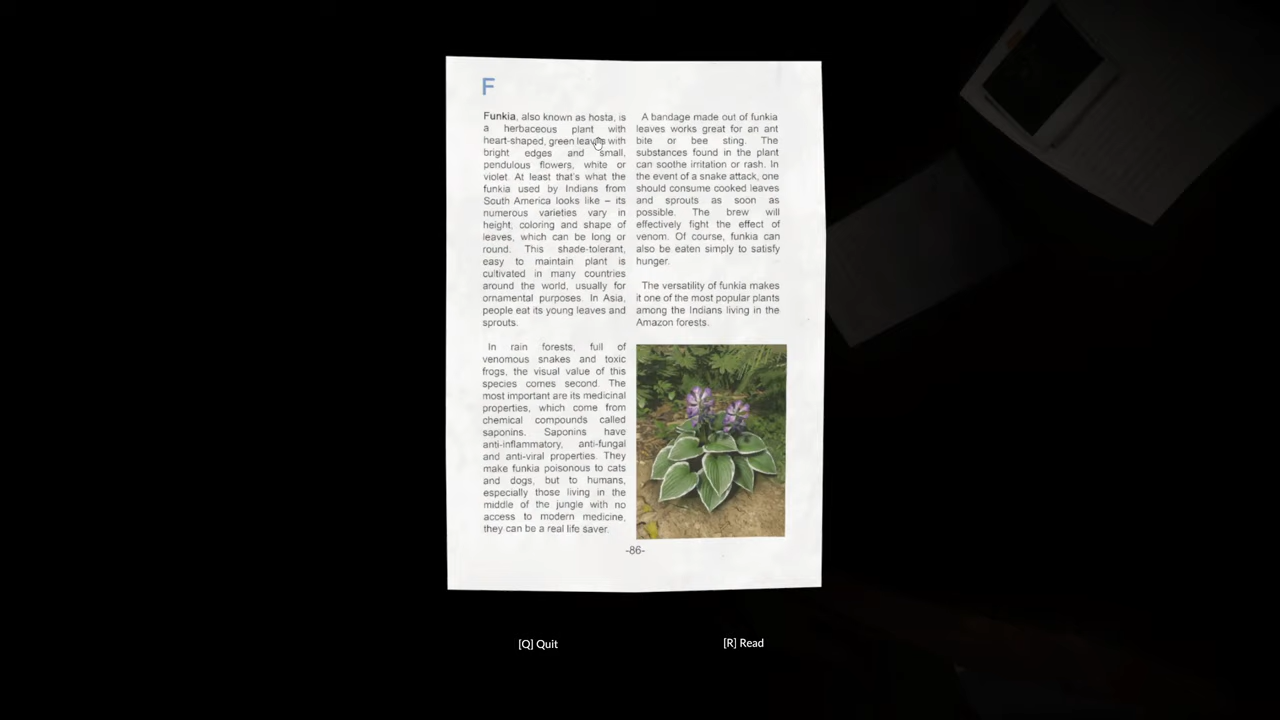 F
Funkia, also known as hosta, is
a herbaceous plant with
heart-shaped, green leaves with
bright edges and small,
pendulous flowers, white or
violet. At least that's what the
funkia used by Indians from
South America looks like – its
numerous varieties vary in
height, coloring and shape of
leaves, which can be long or
round. This shade-tolerant,
easy to maintain plant is
cultivated in many countries
around the world, usually for
ornamental purposes. In Asia,
people eat its young leaves and
sprouts.
In rain forests, full of
venomous snakes and toxic
frogs, the visual value of this
species comes second. The
most important are its medicinal
properties, which come from
chemical compounds called
saponins. Saponins have
anti-inflammatory, anti-fungal
and anti-viral properties. They
make funkia poisonous to cats
and dogs, but to humans,
especially those living in the
middle of the jungle with no
access to modern medicine,
they can be a real life saver.
A bandage made out of funkia
leaves works great for an ant
bite or bee sting. The
substances found in the plant
can soothe irritation or rash. In
the event of a snake attack, one
should consume cooked leaves
and sprouts as soon as
possible. The brew will
effectively fight the effect of
venom. Of course, funkia can
also be eaten simply to satisfy
hunger.
The versatility of funkia makes
it one of the most popular plants
among the Indians living in the
Amazon forests.
-86-
[Q] Quit
[R] Read